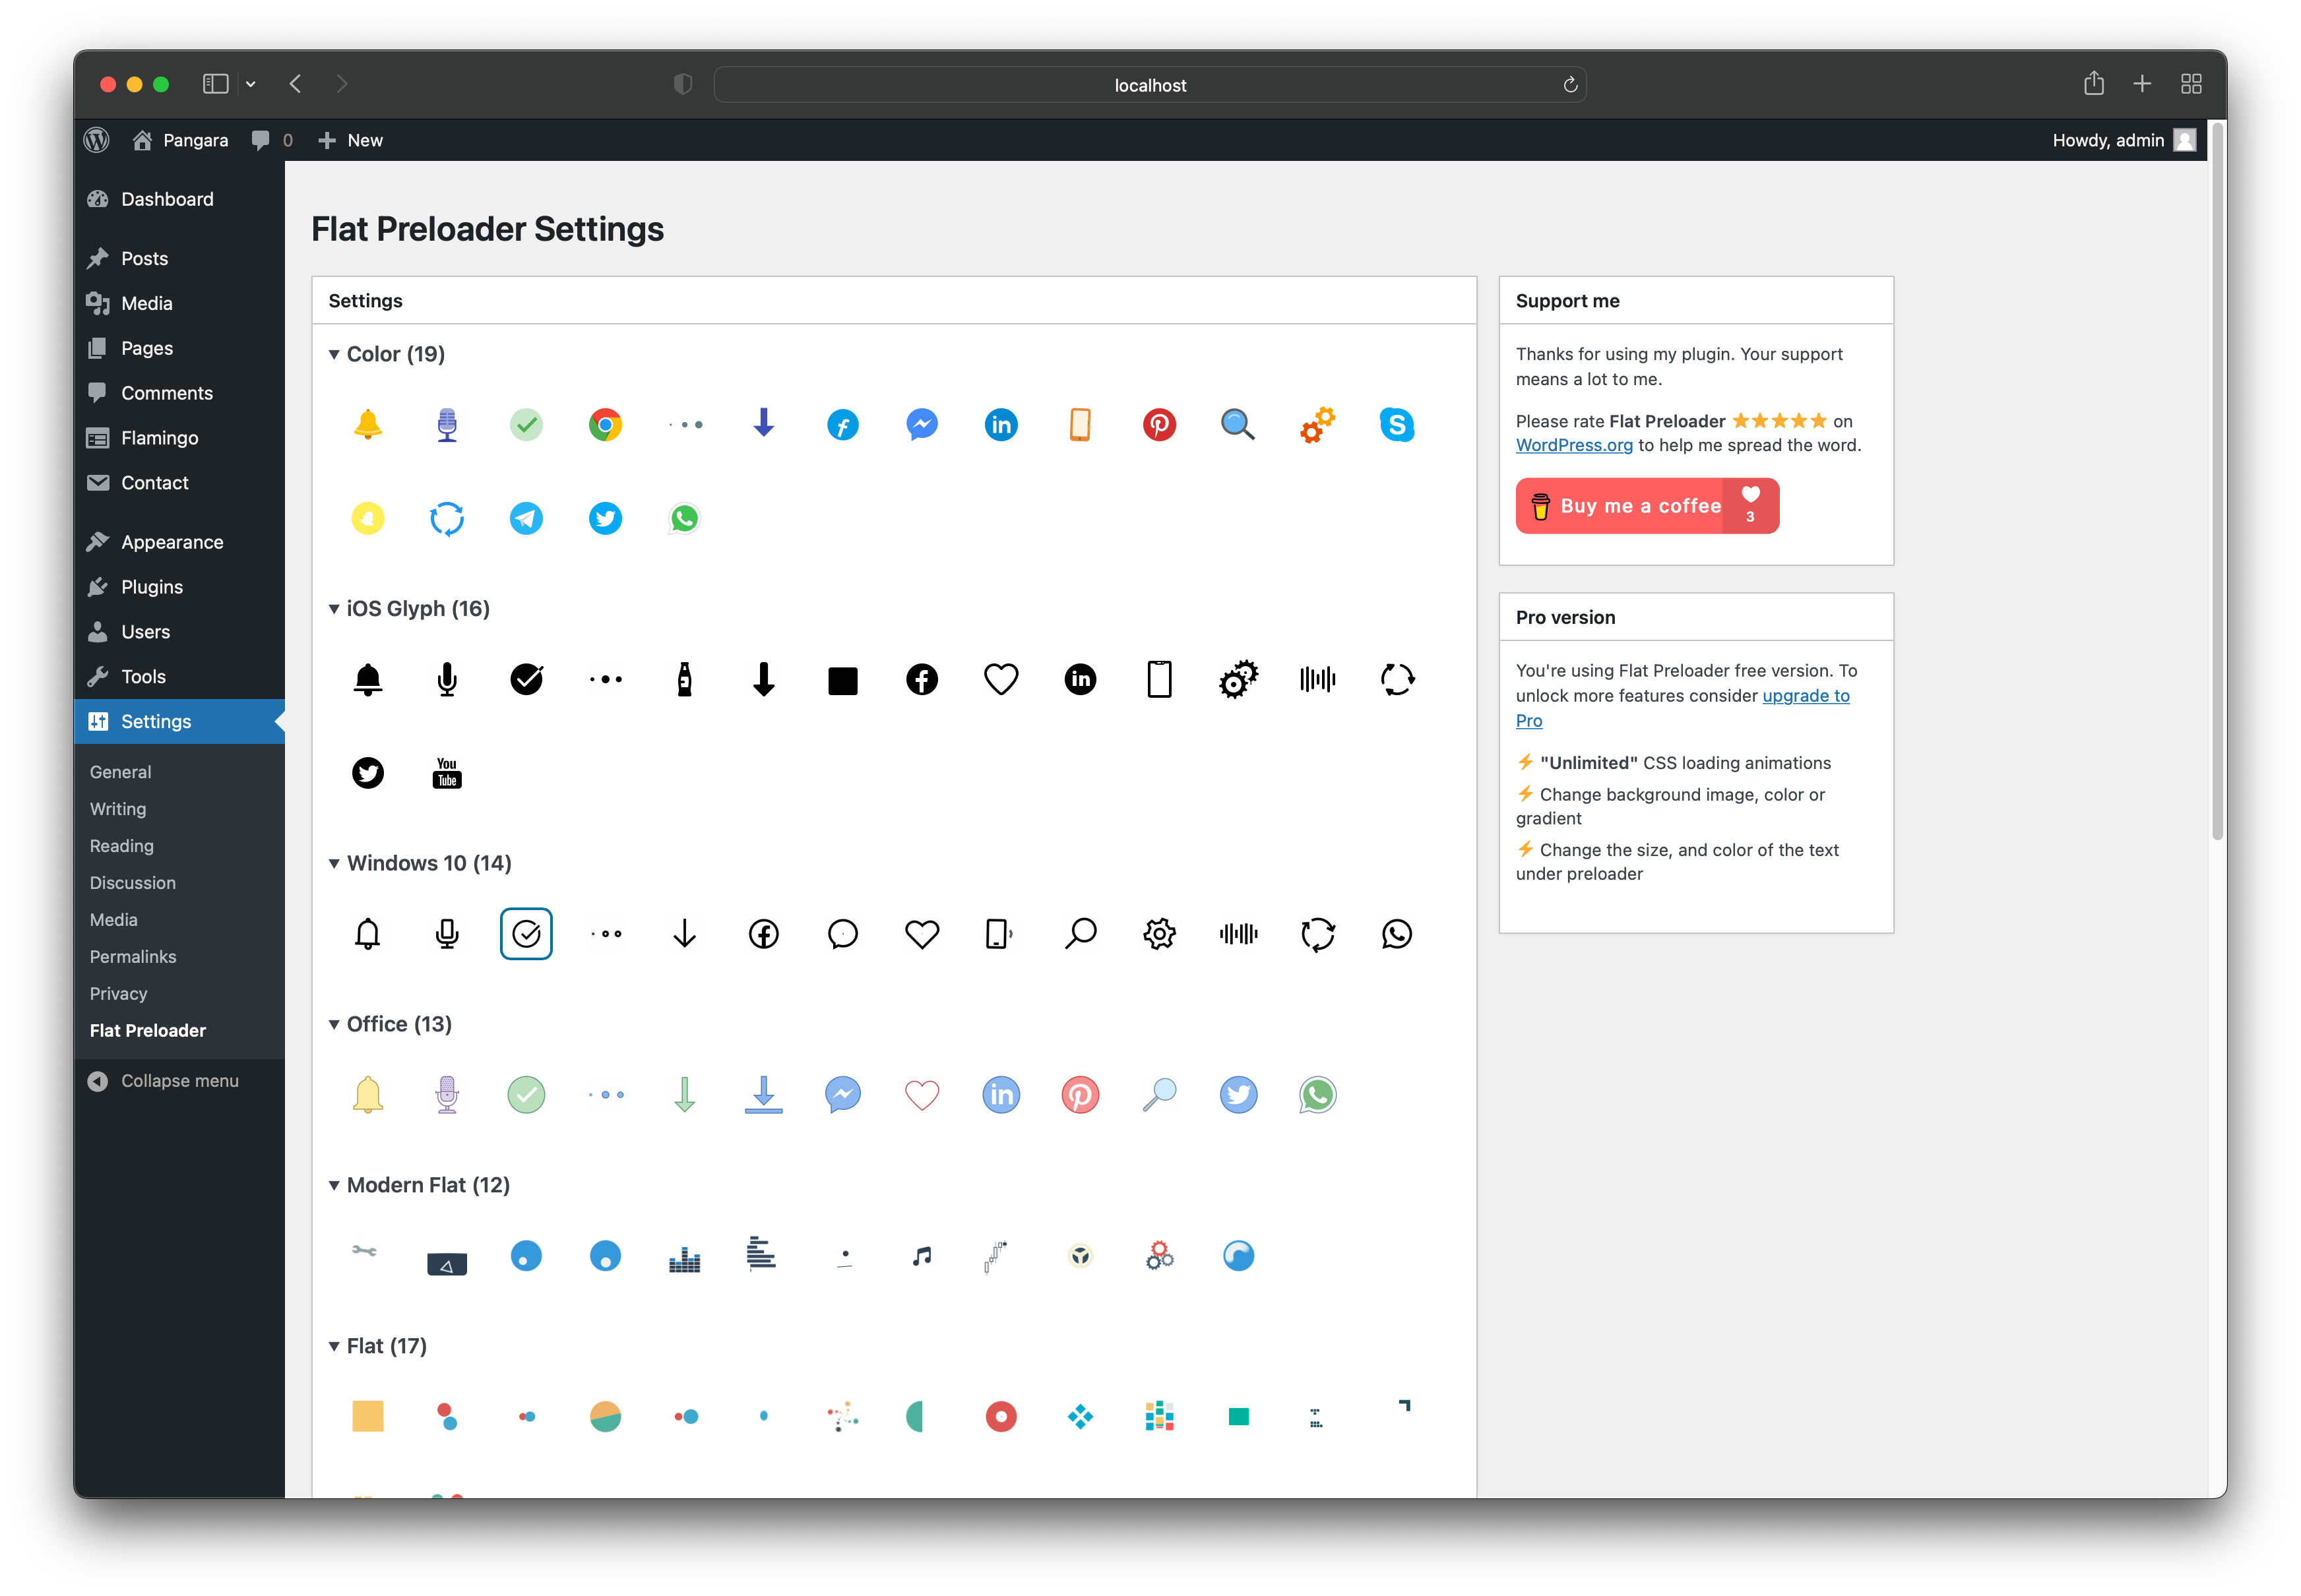 localhost
Pangara
0
New
Howdy, admin
Dashboard
Posts
Media
Pages
Comments
Flamingo
Contact
Appearance
Plugins
Users
Tools
Settings
General
Writing
Reading
Discussion
Media
Permalinks
Privacy
Flat Preloader
Collapse menu
Flat Preloader Settings
Settings
Color (19)
iOS Glyph (16)
You
Tube
Windows 10 (14)
Office (13)
Modern Flat (12)
Flat (17)
Support me
Thanks for using my plugin. Your support
means a lot to me.
Please rate Flat Preloader ⭐⭐⭐⭐⭐ on
WordPress.org to help me spread the word.
Buy me a coffee
3
Pro version
You're using Flat Preloader free version. To
unlock more features consider upgrade to
Pro
⚡ "Unlimited" CSS loading animations
⚡ Change background image, color or
gradient
⚡ Change the size, and color of the text
under preloader